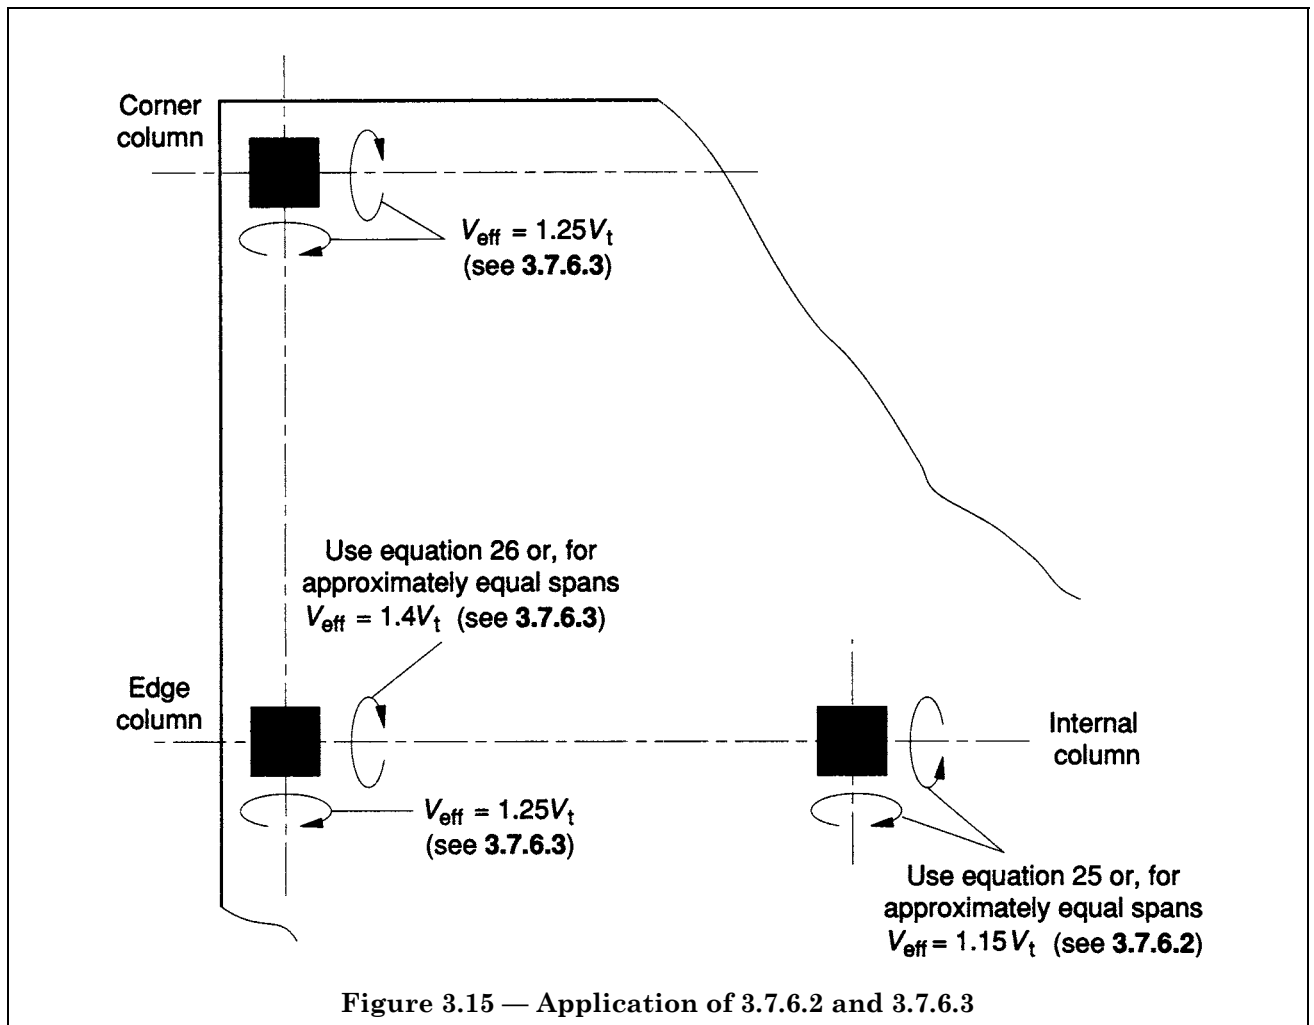 Corner
column
V_eff = 1.25V_t
(see 3.7.6.3)
Use equation 26 or, for
approximately equal spans
V_eff = 1.4V_t (see 3.7.6.3)
Edge
column
V_eff = 1.25V_t
(see 3.7.6.3)
Internal
column
Use equation 25 or, for
approximately equal spans
V_eff = 1.15V_t (see 3.7.6.2)
Figure 3.15 — Application of 3.7.6.2 and 3.7.6.3